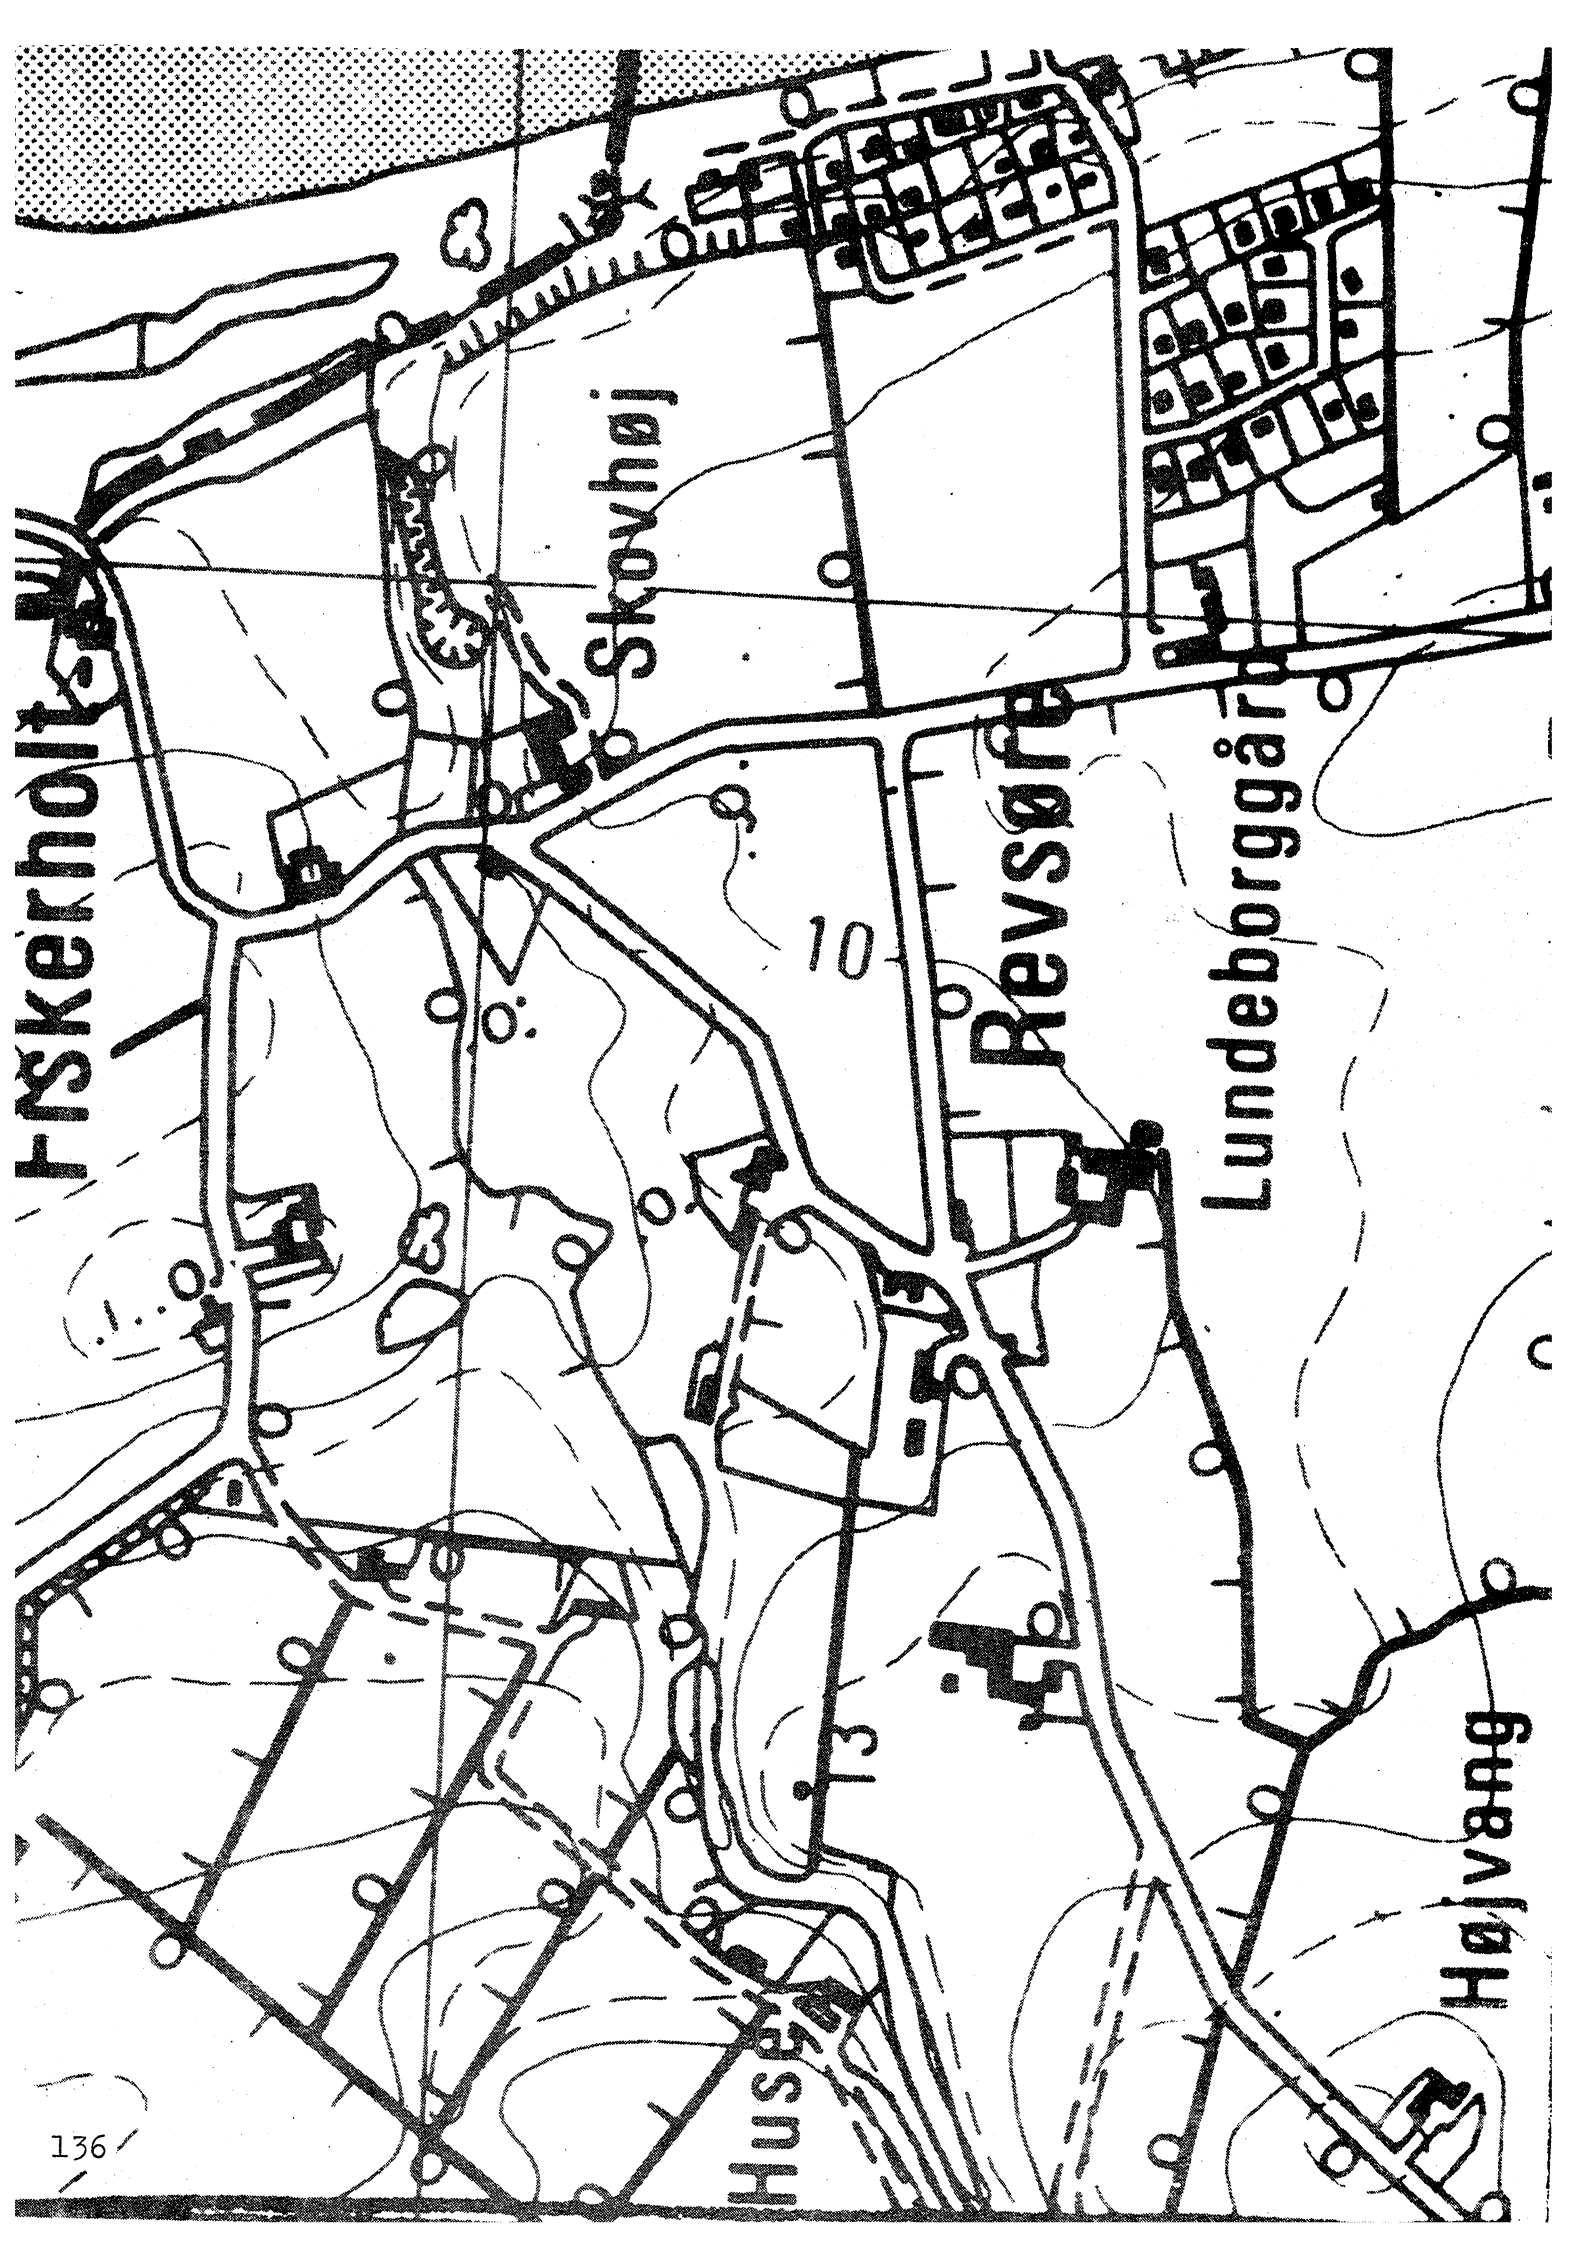 Fiskerholt
Skovhøj
Revsøre
Lundeborggård
10
13
Højvang
Huse
136